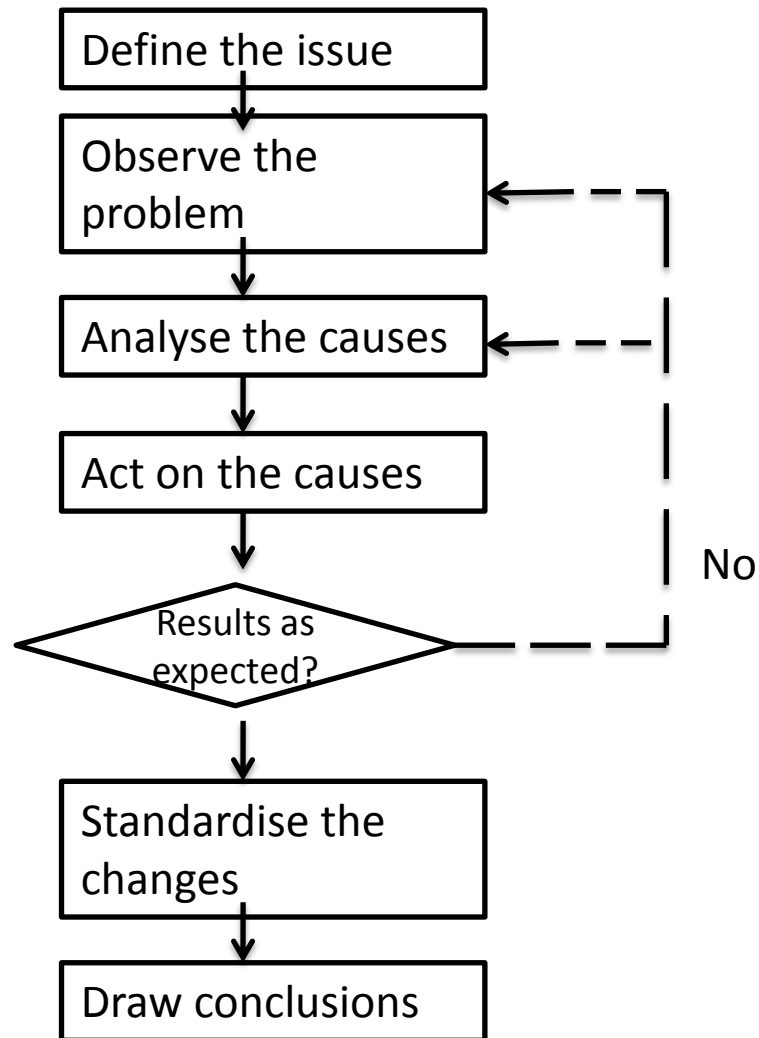 Define the issue
Observe the
problem
Analyse the causes
Act on the causes
No
Results as
expected?
Standardise the
changes
Draw conclusions